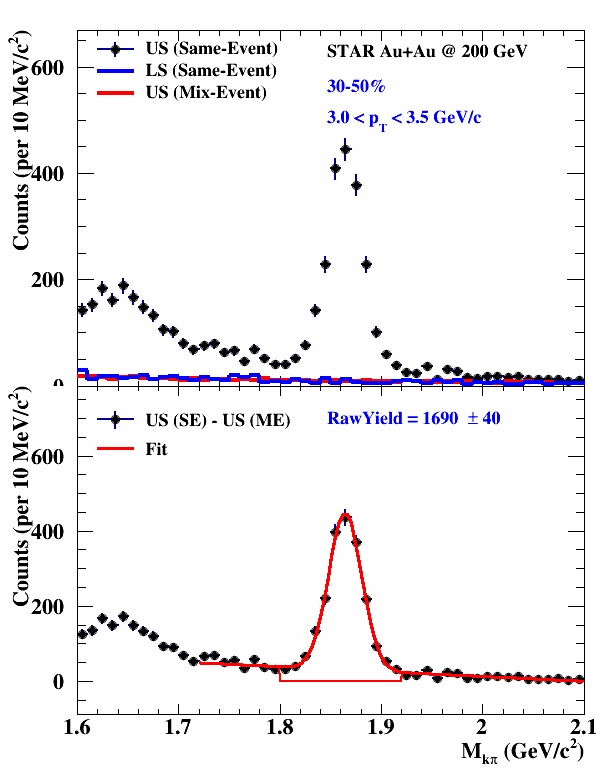 US (Same-Event)
LS (Same-Event)
US (Mix-Event)
STAR Au+Au @ 200 GeV
30-50%
3.0 < p_T < 3.5 GeV/c
Counts (per 10 MeV/c²)
600
400
200
0
US (SE) - US (ME)
Fit
RawYield = 1690 ± 40
Counts (per 10 MeV/c²)
600
400
200
0
1.6 1.7 1.8 1.9 2 2.1
M_kπ (GeV/c²)